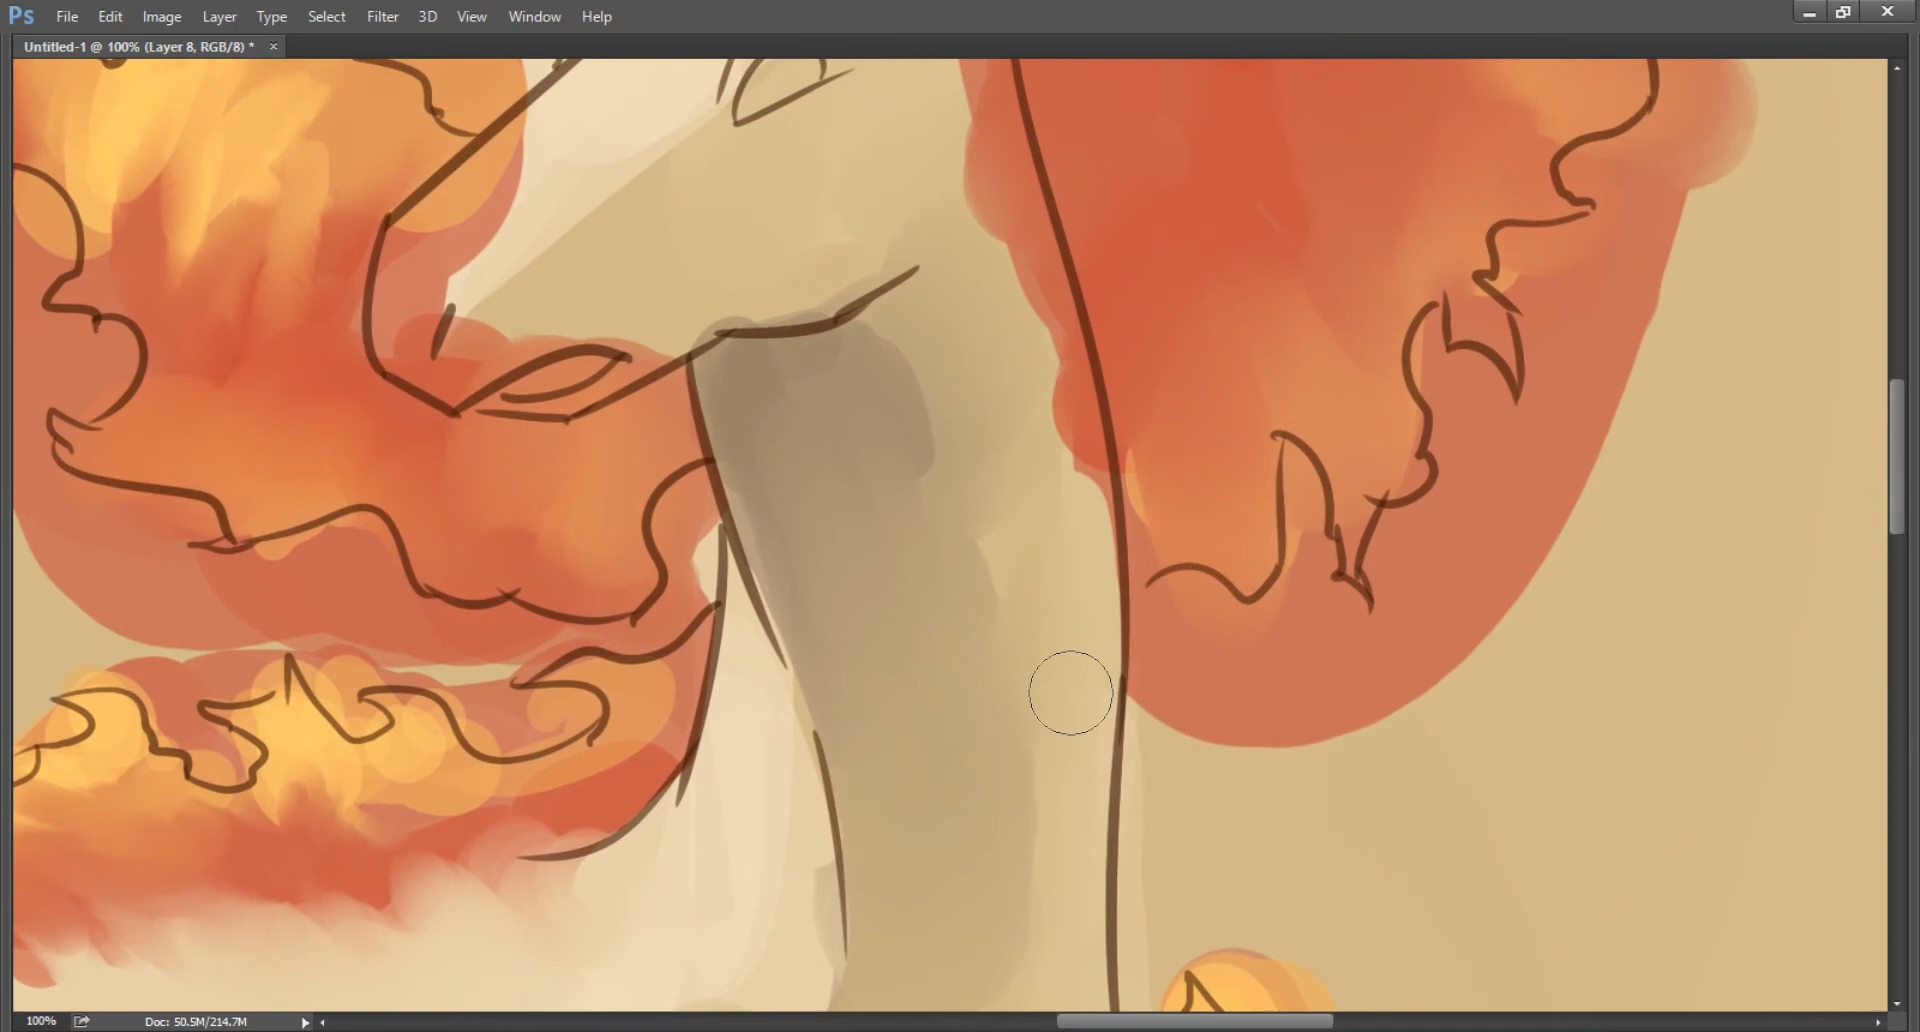 Ps File Edit Image Layer Type Select Filter 3D View Window Help
Untitled-1 @ 100% (Layer 8, RGB/8) * ×
100% Doc: 50.5M/214.7M